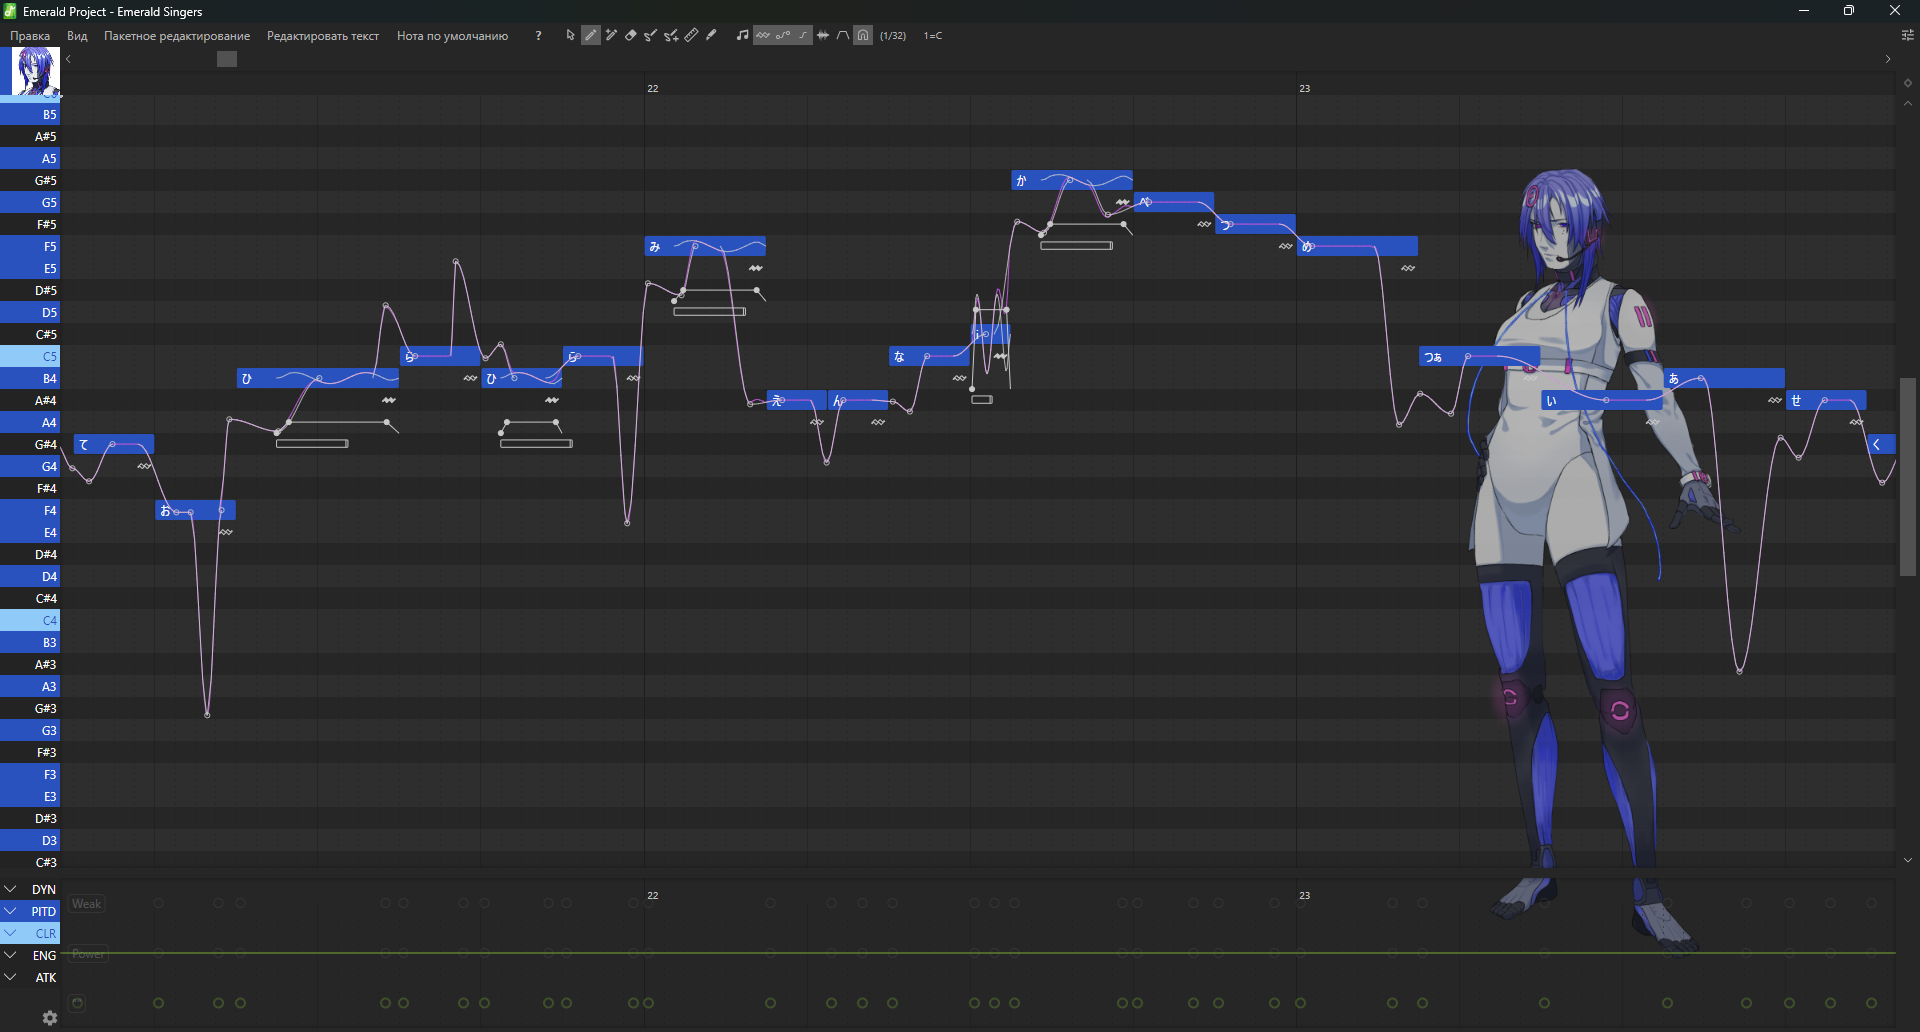 Emerald Project - Emerald Singers
Правка Вид Пакетное редактирование Редактировать текст Нота по умолчанию ? (1/32) 1=C
22 23
B5
A#5
A5
G#5 か
G5 べ
F#5 つ
F5 み め
E5
D#5
D5
C#5 い
C5 ら ら な つぁ
B4 ひ ひ あ
A#4 え ん い せ
A4
G#4 て
G4
F#4
F4 お
E4
D#4
D4
C#4
C4
B3
A#3
A3
G#3
G3
F#3
F3
E3
D#3
D3
C#3
DYN 22 23
Weak
PITD
CLR
ENG Power
ATK